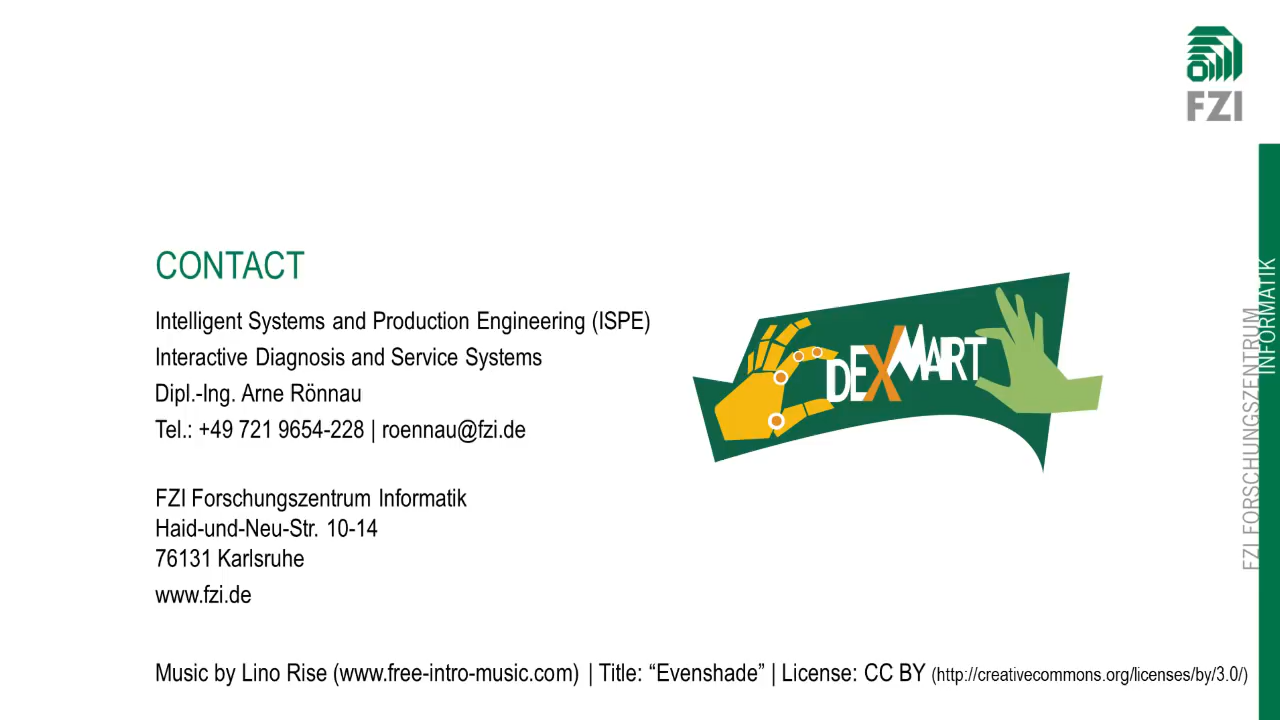 FZI
CONTACT
Intelligent Systems and Production Engineering (ISPE)
Interactive Diagnosis and Service Systems
Dipl.-Ing. Arne Rönnau
Tel.: +49 721 9654-228 | roennau@fzi.de
DEXMART
FZI Forschungszentrum Informatik
Haid-und-Neu-Str. 10-14
76131 Karlsruhe
www.fzi.de
Music by Lino Rise (www.free-intro-music.com) | Title: “Evenshade” | License: CC BY (http://creativecommons.org/licenses/by/3.0/)
FZI FORSCHUNGSZENTRUM
INFORMATIK